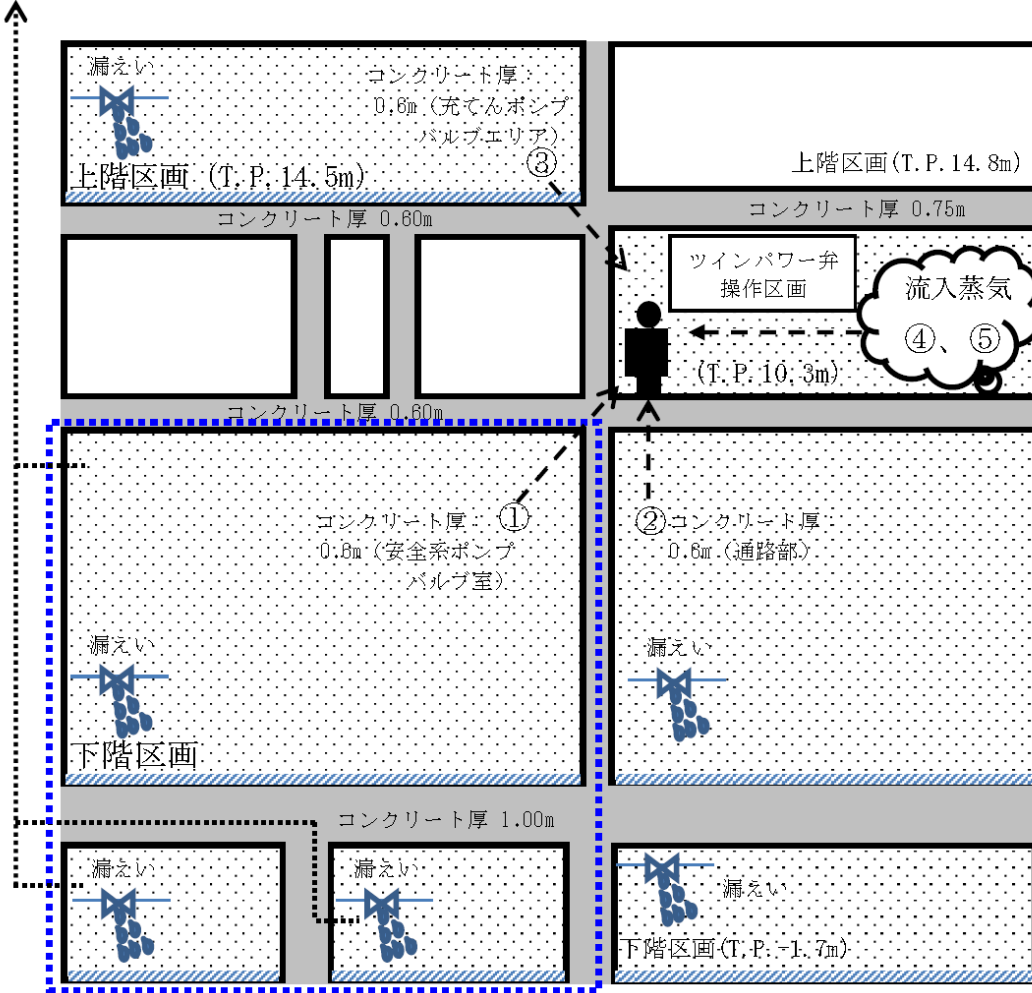 漏えい
コンクリート厚
0.6m（充てんポンプ
バルブエリア）
③
上階区画 (T.P.14.5m)
上階区画(T.P.14.8m)
コンクリート厚 0.60m
コンクリート厚 0.75m
ツインパワー弁
操作区画
流入蒸気
④、⑤
(T.P.10.3m)
コンクリート厚 0.60m
①
コンクリート厚
0.6m（安全系ポンプ
バルブ室）
②コンクリート厚
0.6m（通路部）
漏えい
下階区画
漏えい
コンクリート厚 1.00m
漏えい
漏えい
漏えい
下階区画(T.P.-1.7m)